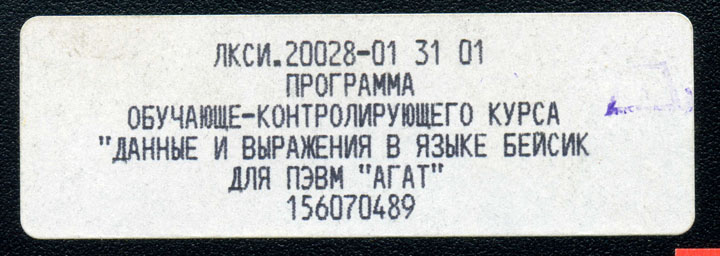 ЛКСИ.20028-01 31 01
ПРОГРАММА
ОБУЧАЮЩЕ-КОНТРОЛИРУЮЩЕГО КУРСА
"ДАННЫЕ И ВЫРАЖЕНИЯ В ЯЗЫКЕ БЕЙСИК
ДЛЯ ПЭВМ "АГАТ"
156070489